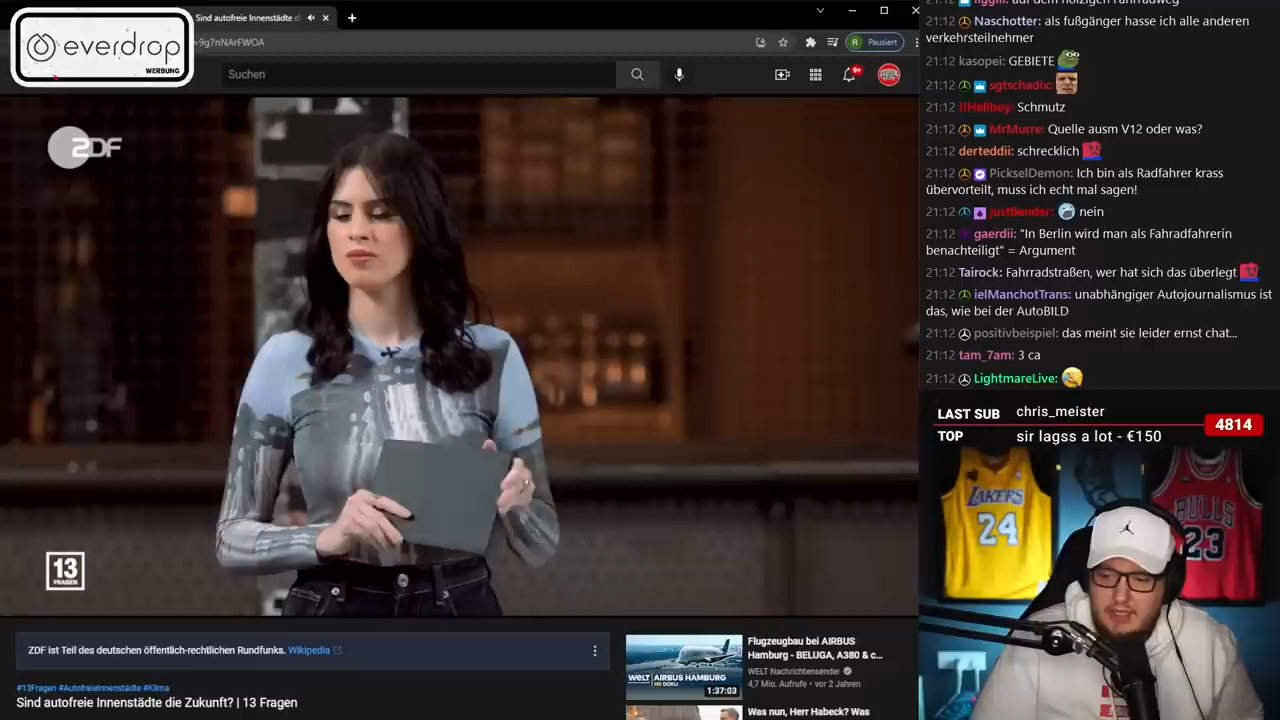 everdrop
WERBUNG
Sind autofreie Innenstädte d
=9g7nNArFWOA
R Pausiert
Suchen
9+
ZDF
13
FRAGEN
ZDF ist Teil des deutschen öffentlich-rechtlichen Rundfunks. Wikipedia
#13Fragen #AutofreieInnenstädte #Klima
Sind autofreie Innenstädte die Zukunft? | 13 Fragen
WELT AIRBUS HAMBURG
HD DOKU
1:37:03
Flugzeugbau bei AIRBUS
Hamburg - BELUGA, A380 & c...
WELT Nachrichtensender
4,7 Mio. Aufrufe • vor 2 Jahren
Was nun, Herr Habeck? Was
21:12 Naschotter: als fußgänger hasse ich alle anderen
verkehrsteilnehmer
21:12 kasopei: GEBIETE
21:12 sgtschadix:
21:12 llHellboy: Schmutz
21:12 MrMurre: Quelle ausm V12 oder was?
21:12 derteddii: schrecklich
21:12 PickselDemon: Ich bin als Radfahrer krass
übervorteilt, muss ich echt mal sagen!
21:12 justBender: nein
21:12 gaerdii: "In Berlin wird man als Fahradfahrerin
benachteiligt" = Argument
21:12 Tairock: Fahrradstraßen, wer hat sich das überlegt
21:12 ielManchotTrans: unabhängiger Autojournalismus ist
das, wie bei der AutoBILD
21:12 positivbeispiel: das meint sie leider ernst chat...
21:12 tam_7am: 3 ca
21:12 LightmareLive:
LAST SUB chris_meister
4814
TOP sir lagss a lot - €150
LAKERS
24
BULLS
23